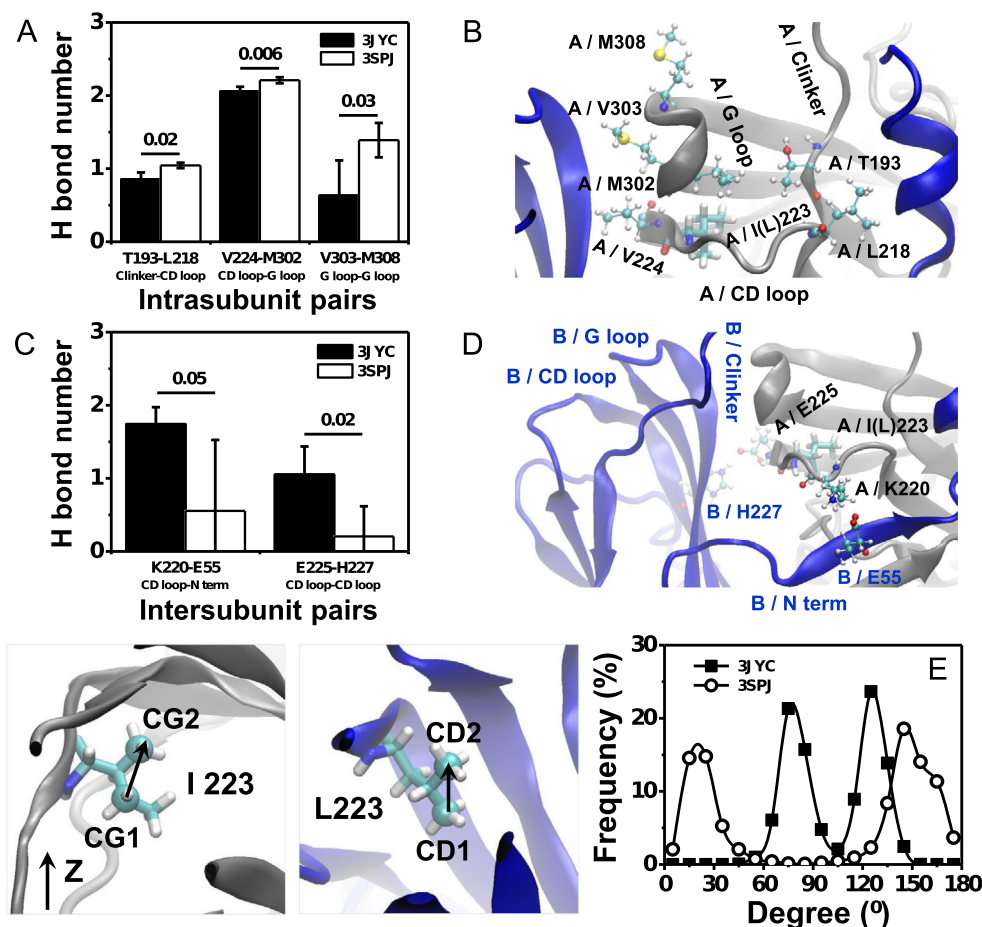 A
H bond number
3
2
1
0
3JYC
3SPJ
0.02
0.006
0.03
T193-L218
Clinker-CD loop
V224-M302
CD loop-G loop
V303-M308
G loop-G loop
Intrasubunit pairs
B
A / M308
A / V303
A / M302
A / V224
A / G loop
A / Clinker
A / T193
A / I(L)223
A / L218
A / CD loop
C
H bond number
3
2
1
0
3JYC
3SPJ
0.05
0.02
K220-E55
CD loop-N term
E225-H227
CD loop-CD loop
Intersubunit pairs
D
B / G loop
B / CD loop
B / Clinker
A / E225
A / I(L)223
A / K220
B / H227
B / E55
B / N term
CG2
I 223
CG1
Z
CD2
L223
CD1
E
Frequency (%)
30
20
10
0
3JYC
3SPJ
0 30 60 90 120 150 180
Degree (⁰)